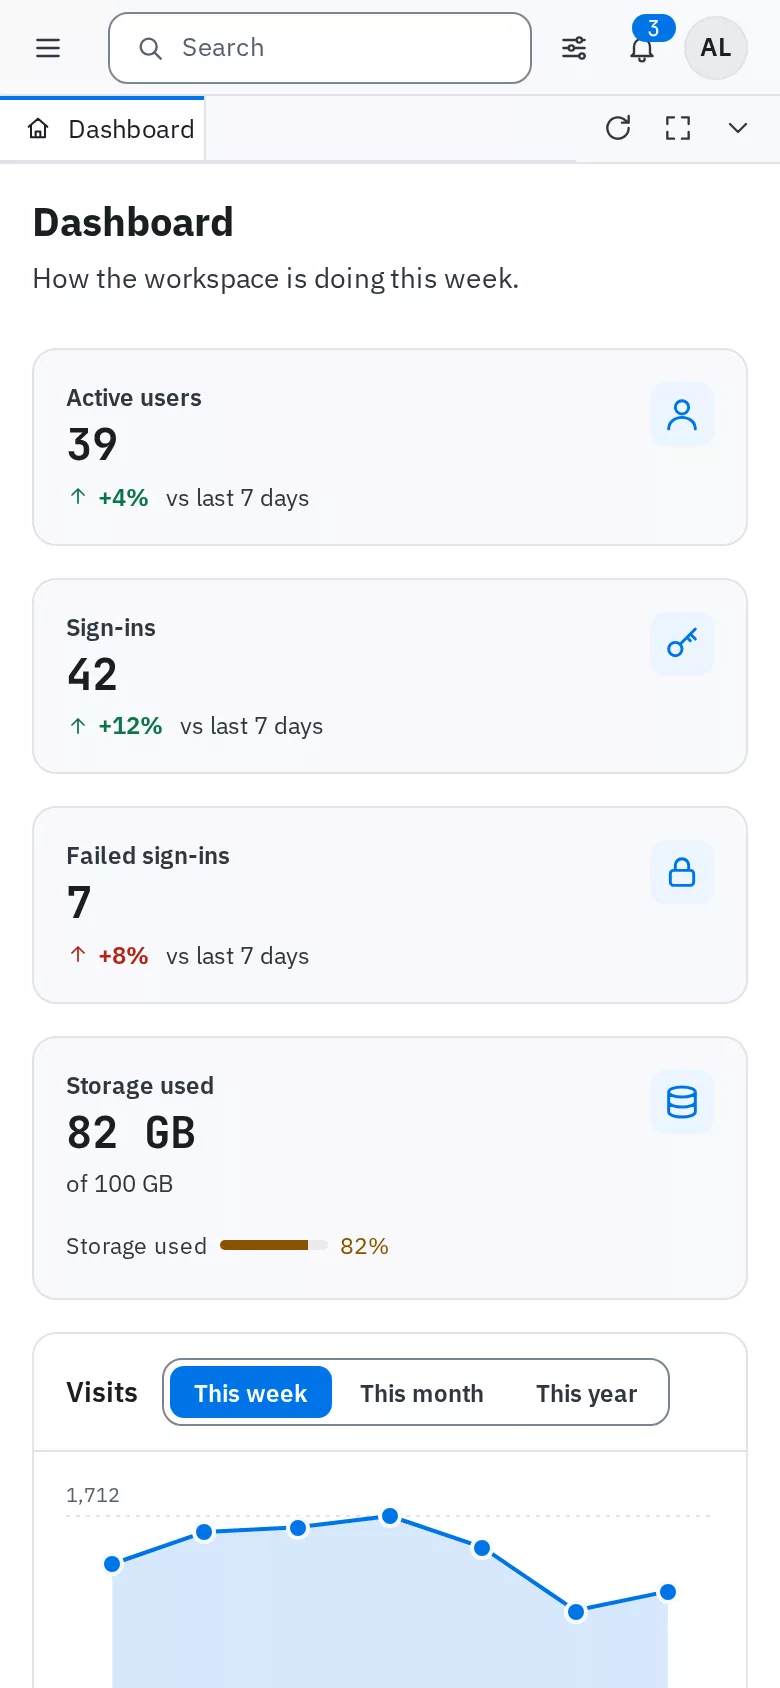 Search
3
AL
Dashboard
Dashboard
How the workspace is doing this week.
Active users
39
↑ +4% vs last 7 days
Sign-ins
42
↑ +12% vs last 7 days
Failed sign-ins
7
↑ +8% vs last 7 days
Storage used
82 GB
of 100 GB
Storage used 82%
Visits This week This month This year
1,712